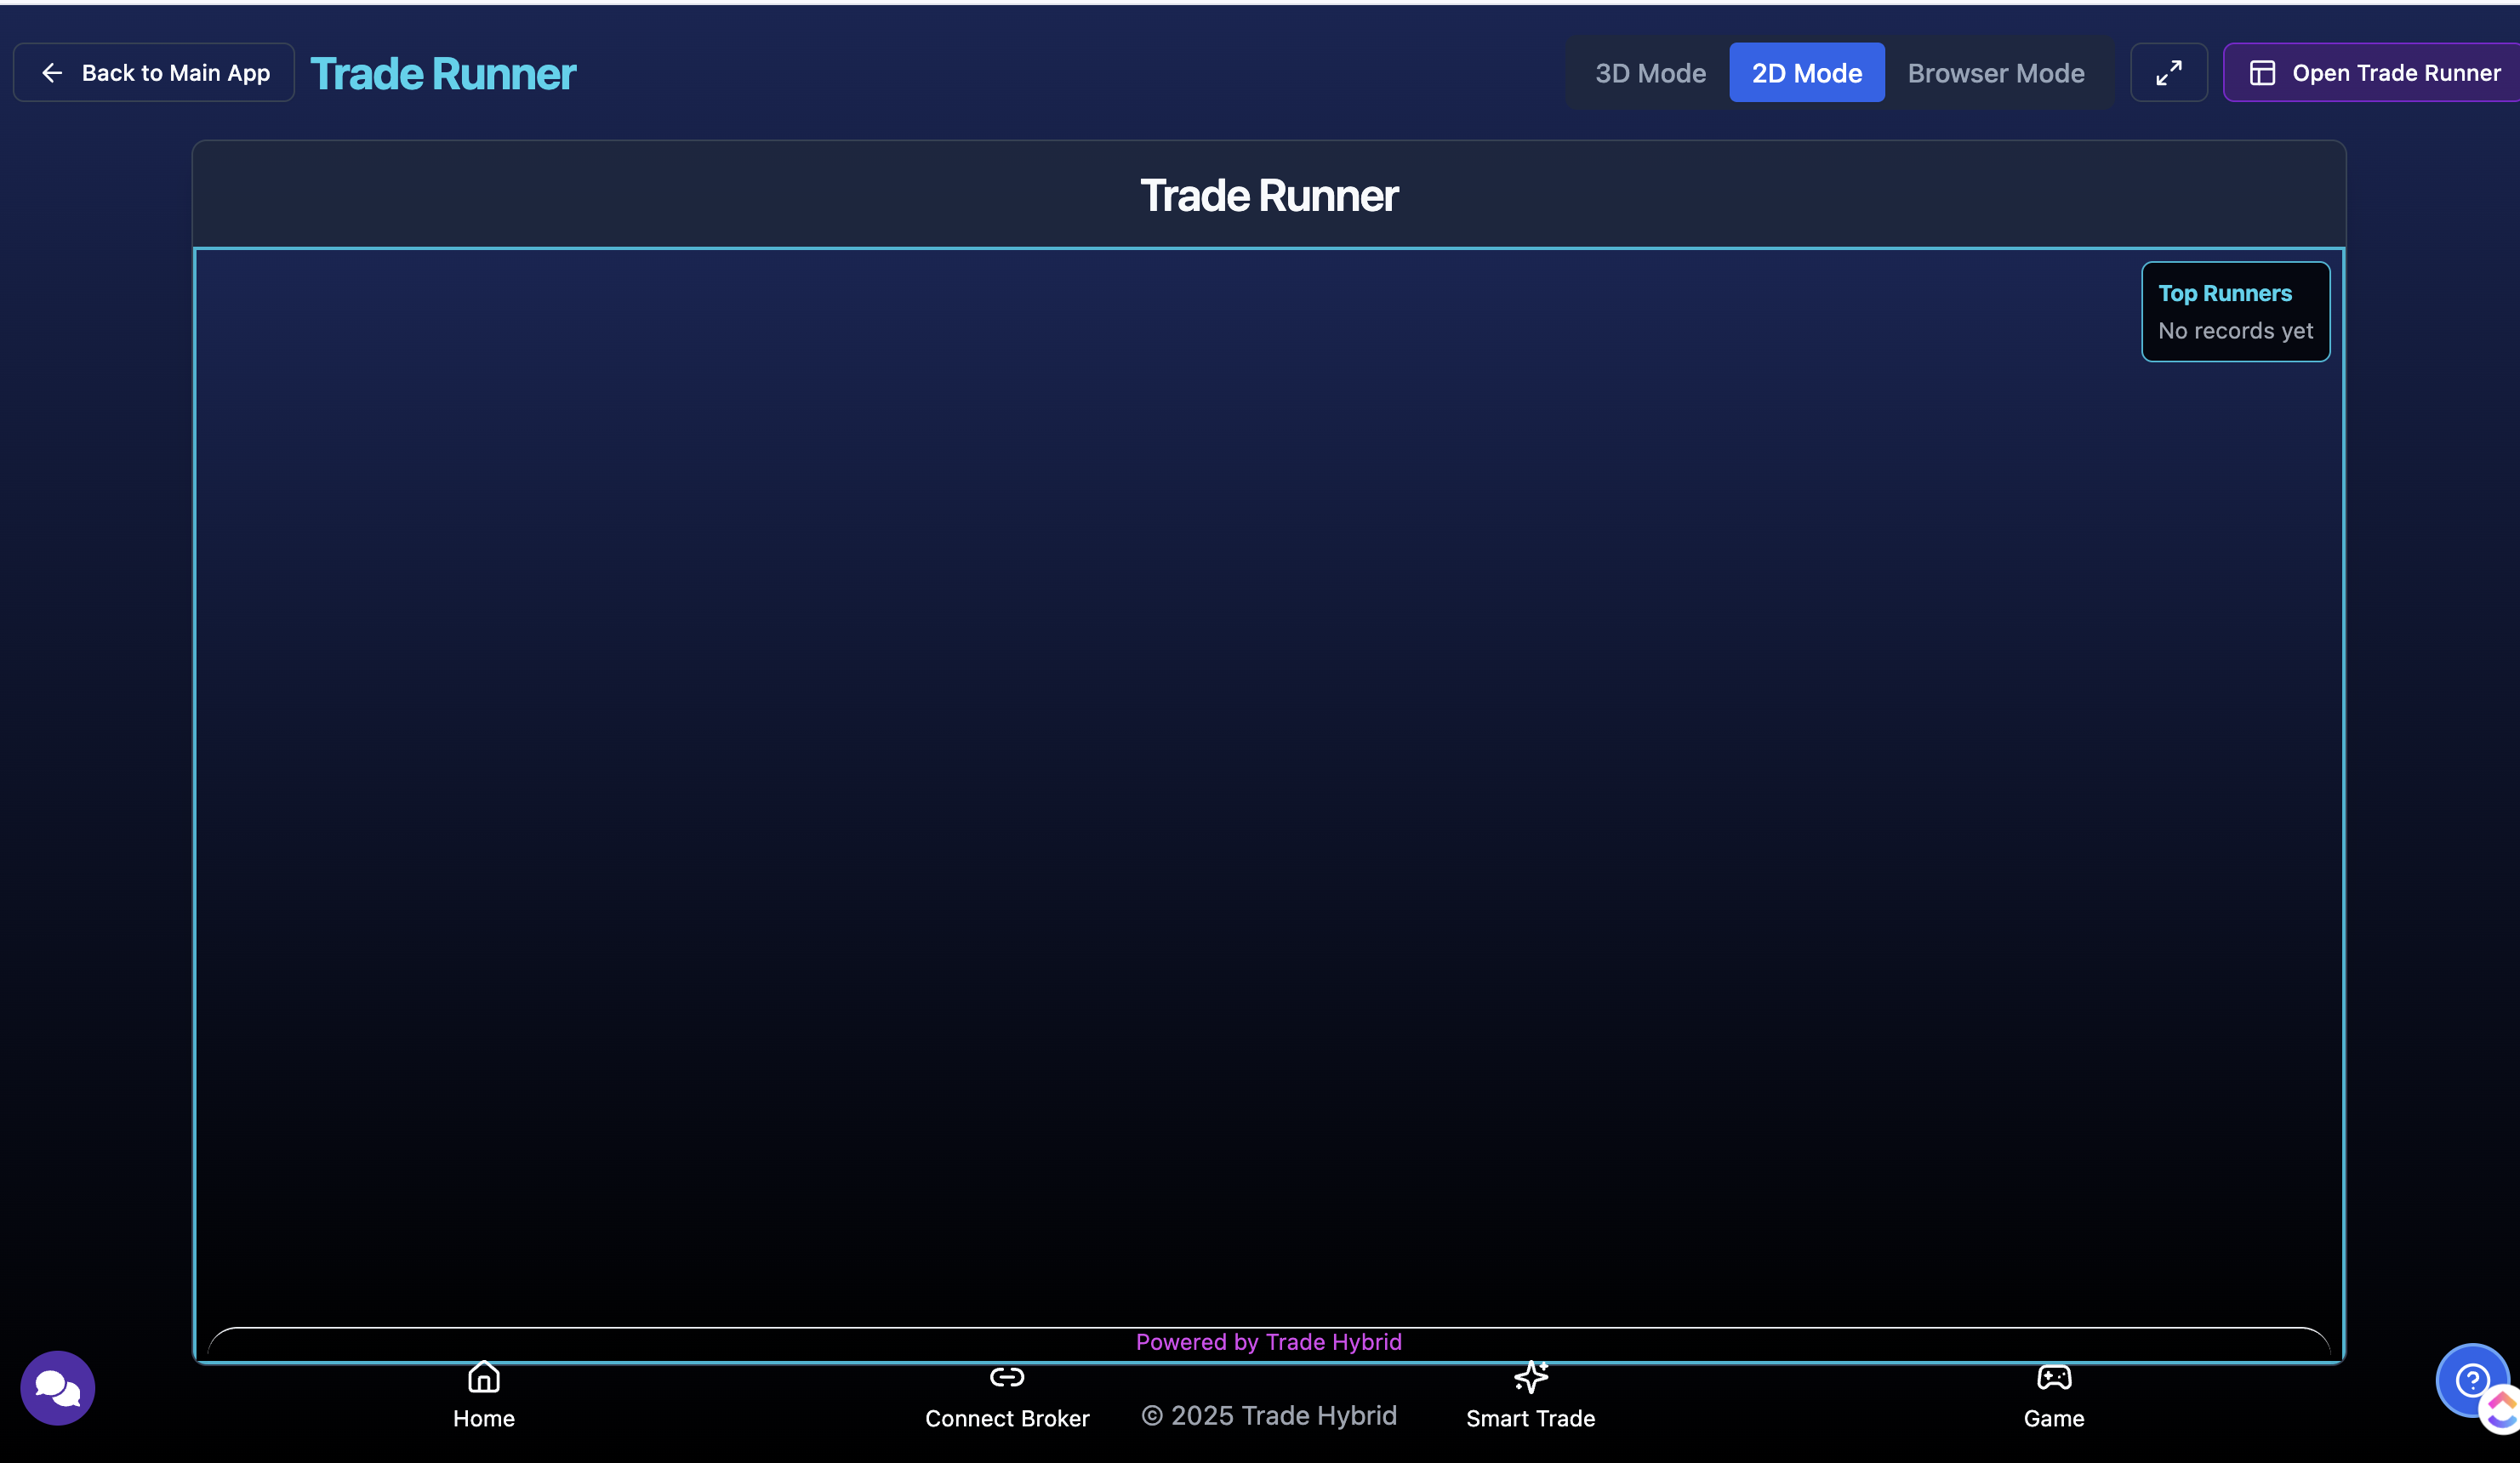 Back to Main App
Trade Runner
3D Mode
2D Mode
Browser Mode
Open Trade Runner
Trade Runner
Top Runners
No records yet
Powered by Trade Hybrid
Home
Connect Broker
© 2025 Trade Hybrid
Smart Trade
Game